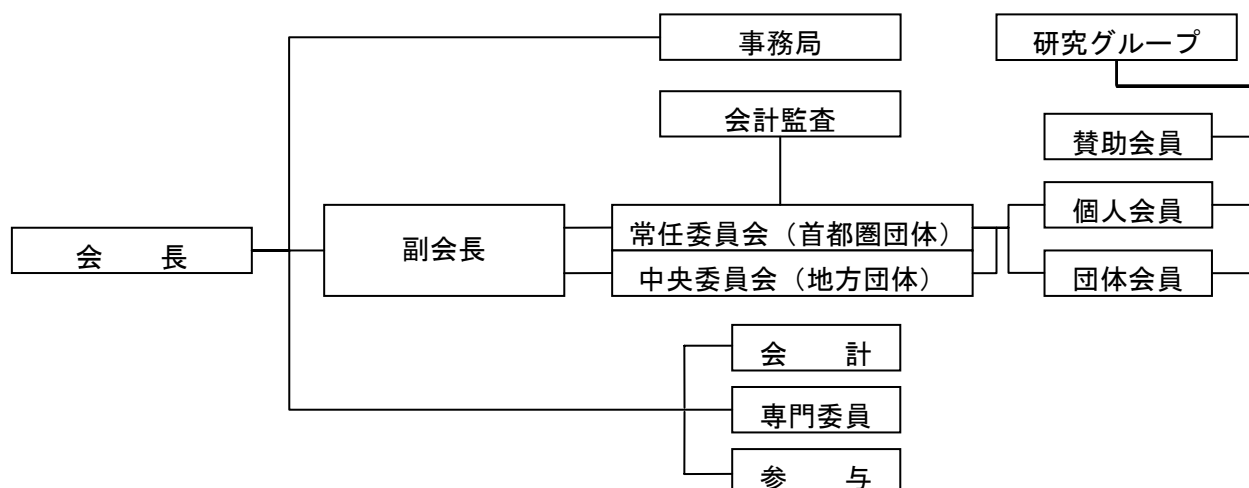 事務局
研究グループ
会計監査
賛助会員
会　　長
副会長
常任委員会（首都圏団体）
中央委員会（地方団体）
個人会員
団体会員
会　　計
専門委員
参　　与